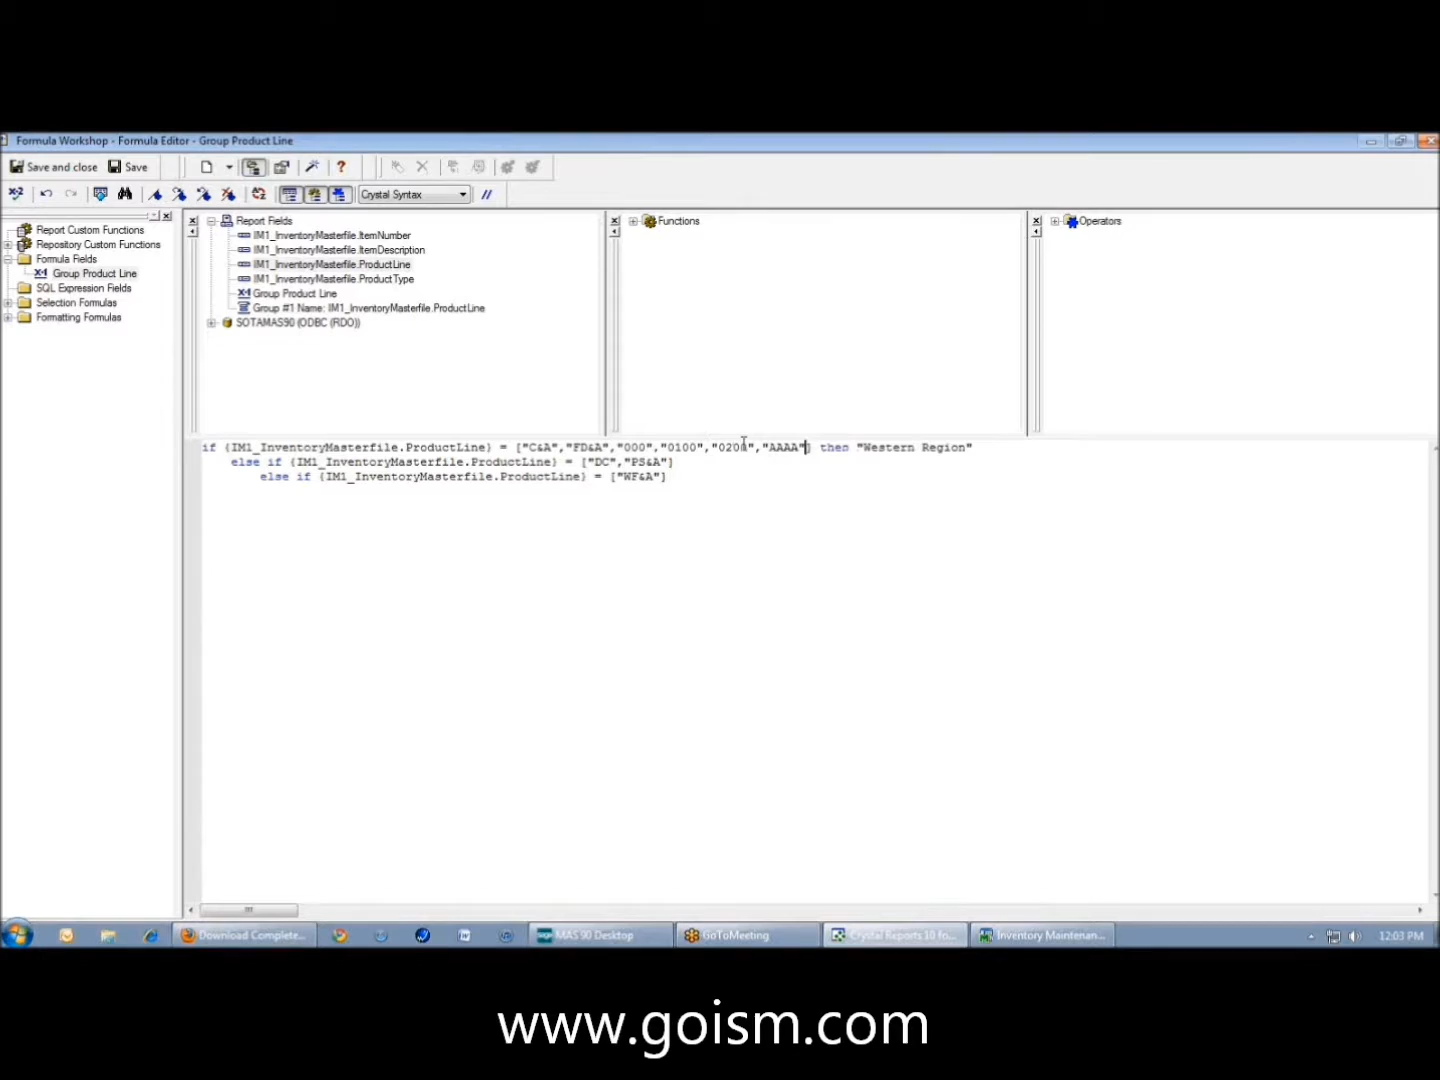 Formula Workshop - Formula Editor - Group Product Line
Save and close Save
Crystal Syntax
Report Custom Functions
Repository Custom Functions
Formula Fields
Group Product Line
SQL Expression Fields
Selection Formulas
Formatting Formulas
Report Fields
IM1_InventoryMasterfile.ItemNumber
IM1_InventoryMasterfile.ItemDescription
IM1_InventoryMasterfile.ProductLine
IM1_InventoryMasterfile.ProductType
Group Product Line
Group #1 Name: IM1_InventoryMasterfile.ProductLine
SOTAMAS90 (ODBC (RDO))
Functions
Operators
if {IM1_InventoryMasterfile.ProductLine} = ["C&A","FD&A","000","0100","0200","AAAA"] then "Western Region"
else if {IM1_InventoryMasterfile.ProductLine} = ["DC","PS&A"]
else if {IM1_InventoryMasterfile.ProductLine} = ["WF&A"]
Download Complete... MAS 90 Desktop GoToMeeting Crystal Reports 10 fo... Inventory Maintenan... 12:03 PM
www.goism.com